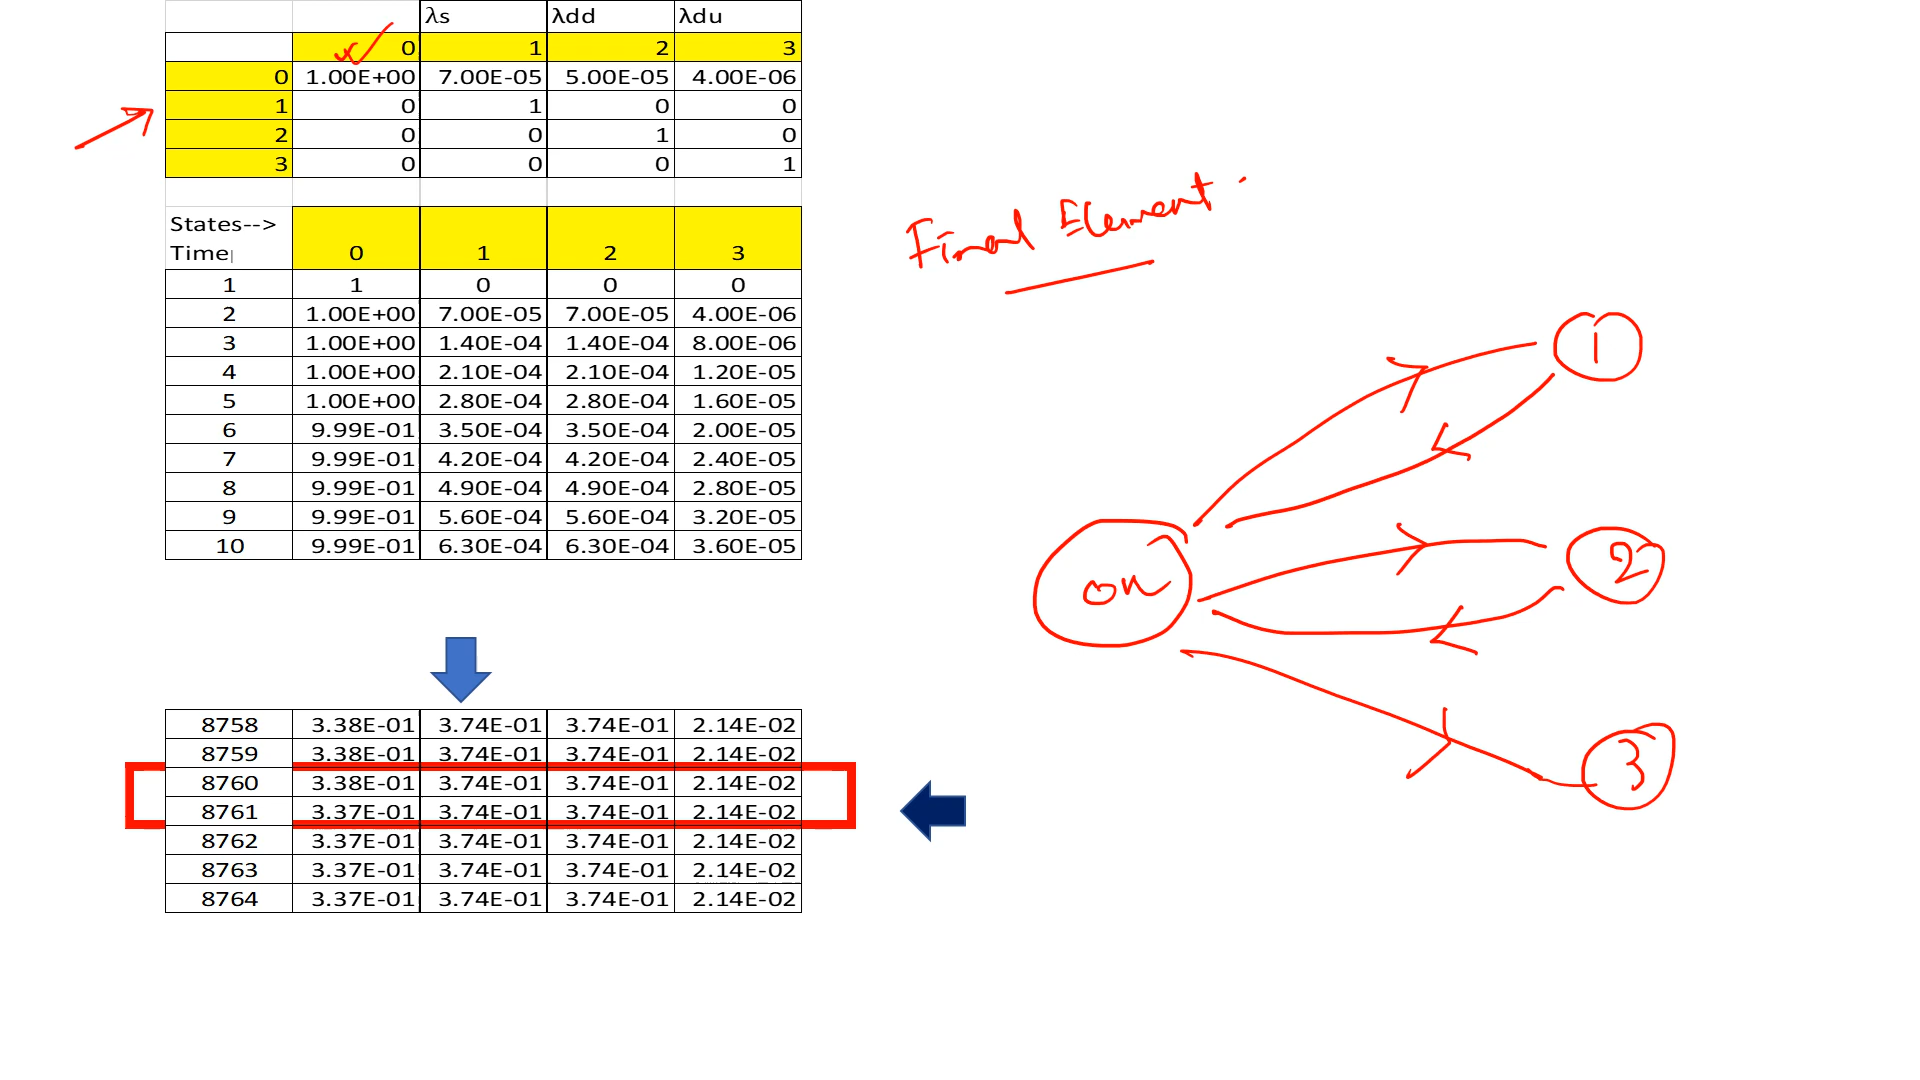 λs λdd λdu
0 1 2 3
0 1.00E+00 7.00E-05 5.00E-05 4.00E-06
1 0 1 0 0
2 0 0 1 0
3 0 0 0 1
States-->
Time 0 1 2 3
1 1 0 0 0
2 1.00E+00 7.00E-05 7.00E-05 4.00E-06
3 1.00E+00 1.40E-04 1.40E-04 8.00E-06
4 1.00E+00 2.10E-04 2.10E-04 1.20E-05
5 1.00E+00 2.80E-04 2.80E-04 1.60E-05
6 9.99E-01 3.50E-04 3.50E-04 2.00E-05
7 9.99E-01 4.20E-04 4.20E-04 2.40E-05
8 9.99E-01 4.90E-04 4.90E-04 2.80E-05
9 9.99E-01 5.60E-04 5.60E-04 3.20E-05
10 9.99E-01 6.30E-04 6.30E-04 3.60E-05
8758 3.38E-01 3.74E-01 3.74E-01 2.14E-02
8759 3.38E-01 3.74E-01 3.74E-01 2.14E-02
8760 3.38E-01 3.74E-01 3.74E-01 2.14E-02
8761 3.37E-01 3.74E-01 3.74E-01 2.14E-02
8762 3.37E-01 3.74E-01 3.74E-01 2.14E-02
8763 3.37E-01 3.74E-01 3.74E-01 2.14E-02
8764 3.37E-01 3.74E-01 3.74E-01 2.14E-02
Final Element
1
OK
2
3